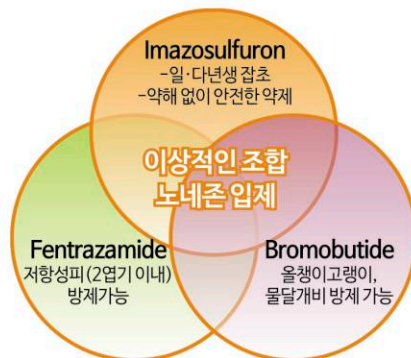 Imazosulfuron
-일·다년생 잡초
-약해 없이 안전한 약제
이상적인 조합
노네존 입제
Fentrazamide
저항성피(2엽기 이내)
방제가능
Bromobutide
올챙이고랭이,
물달개비 방제 가능